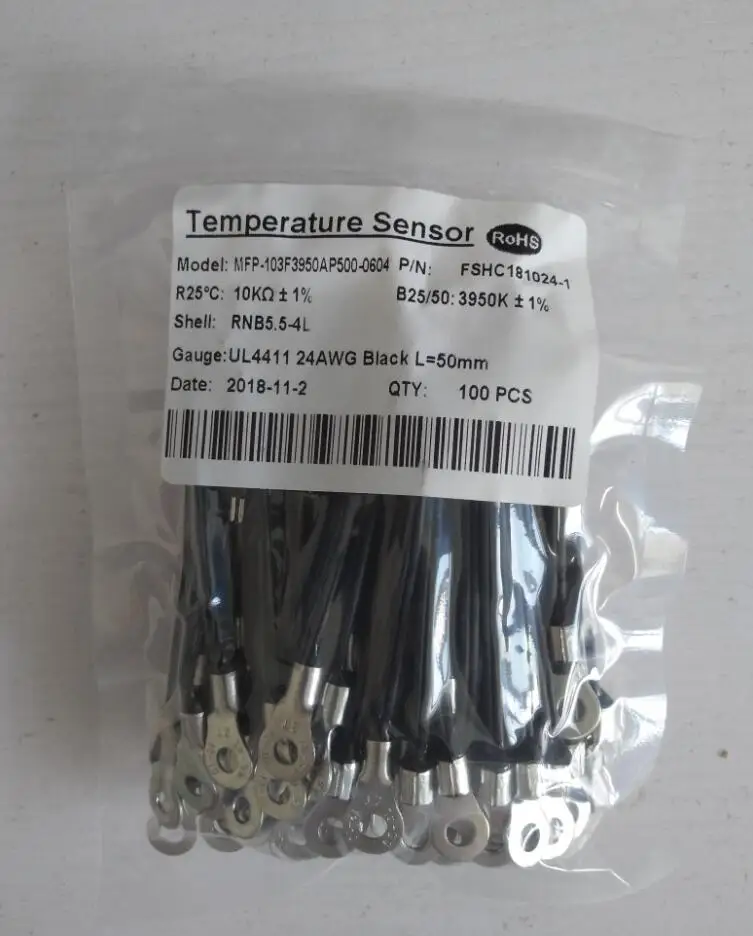 Temperature Sensor RoHS
Model: MFP-103F3950AP500-0604 P/N: FSHC181024-1
R25℃: 10KΩ ± 1% B25/50: 3950K ± 1%
Shell: RNB5.5-4L
Gauge:UL4411 24AWG Black L=50mm
Date: 2018-11-2 QTY: 100 PCS